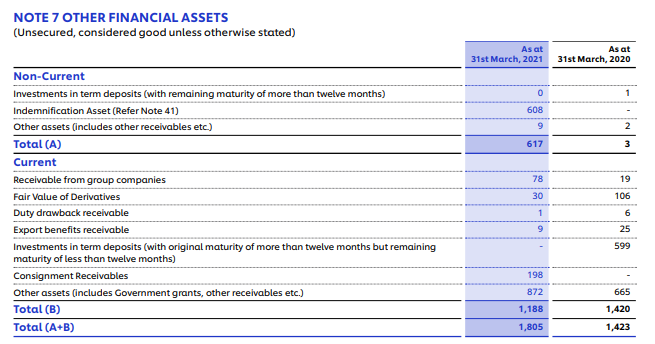 NOTE 7 OTHER FINANCIAL ASSETS
(Unsecured, considered good unless otherwise stated)
As at 31st March, 2021 As at 31st March, 2020
Non-Current
Investments in term deposits (with remaining maturity of more than twelve months) 0 1
Indemnification Asset (Refer Note 41) 608 -
Other assets (includes other receivables etc.) 9 2
Total (A) 617 3
Current
Receivable from group companies 78 19
Fair Value of Derivatives 30 106
Duty drawback receivable 1 6
Export benefits receivable 9 25
Investments in term deposits (with original maturity of more than twelve months but remaining - 599
maturity of less than twelve months)
Consignment Receivables 198 -
Other assets (includes Government grants, other receivables etc.) 872 665
Total (B) 1,188 1,420
Total (A+B) 1,805 1,423